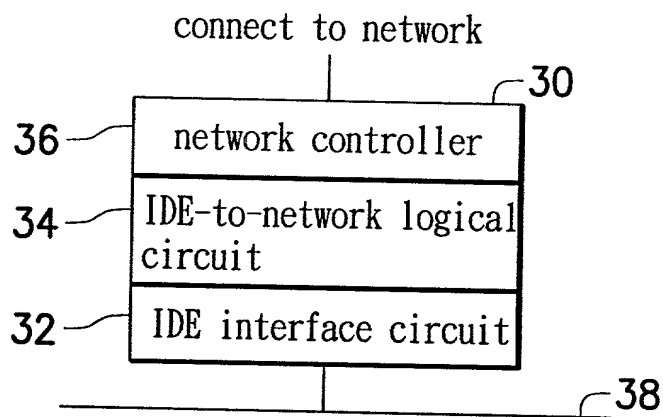 connect to network
30
36
network controller
34
IDE-to-network logical
circuit
32
IDE interface circuit
38